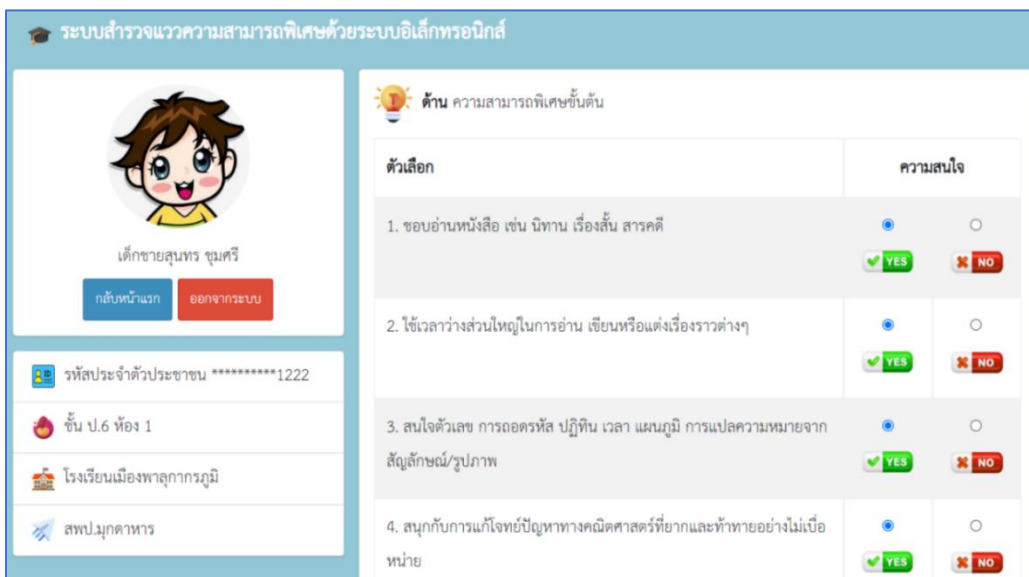 ระบบสำรวจแววความสามารถพิเศษด้วยระบบอิเล็กทรอนิกส์
เด็กชายสุนทร ชุมศรี
กลับหน้าแรก ออกจากระบบ
รหัสประจำตัวประชาชน **********1222
ชั้น ป.6 ห้อง 1
โรงเรียนเมืองพาลุกากรภูมิ
สพป.มุกดาหาร
ด้าน ความสามารถพิเศษขั้นต้น
ตัวเลือก ความสนใจ
1. ชอบอ่านหนังสือ เช่น นิทาน เรื่องสั้น สารคดี
YES NO
2. ใช้เวลาว่างส่วนใหญ่ในการอ่าน เขียนหรือแต่งเรื่องราวต่างๆ
YES NO
3. สนใจตัวเลข การถอดรหัส ปฏิทิน เวลา แผนภูมิ การแปลความหมายจาก
สัญลักษณ์/รูปภาพ
YES NO
4. สนุกกับการแก้โจทย์ปัญหาทางคณิตศาสตร์ที่ยากและท้าทายอย่างไม่เบื่อ
หน่าย
YES NO